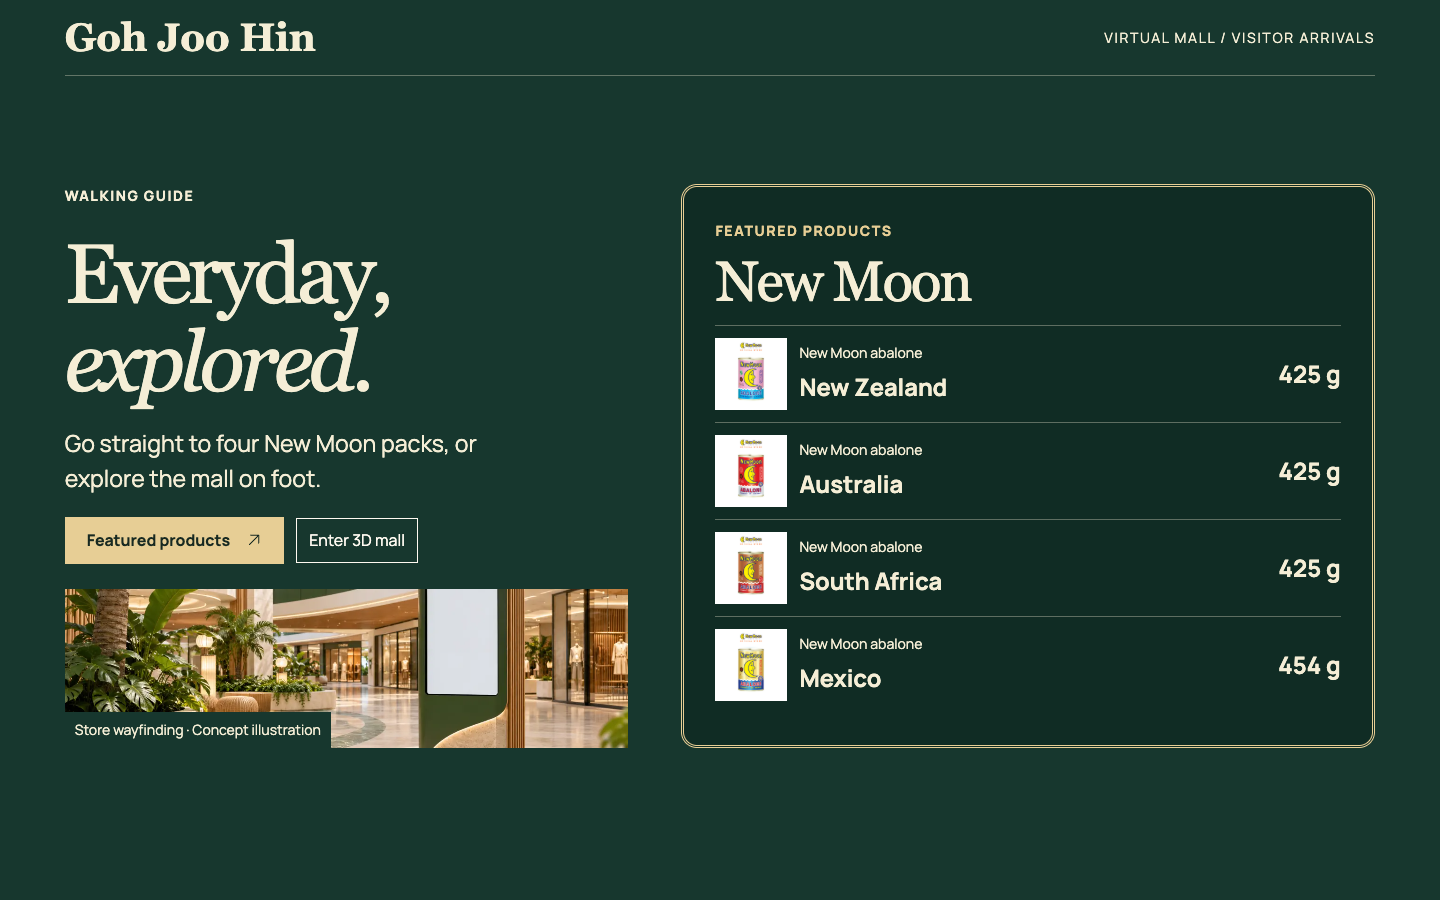 Goh Joo Hin
VIRTUAL MALL / VISITOR ARRIVALS
WALKING GUIDE
Everyday,
explored.
Go straight to four New Moon packs, or
explore the mall on foot.
Featured products
Enter 3D mall
Store wayfinding · Concept illustration
FEATURED PRODUCTS
New Moon
New Moon abalone
New Zealand
425 g
New Moon abalone
Australia
425 g
New Moon abalone
South Africa
425 g
New Moon abalone
Mexico
454 g